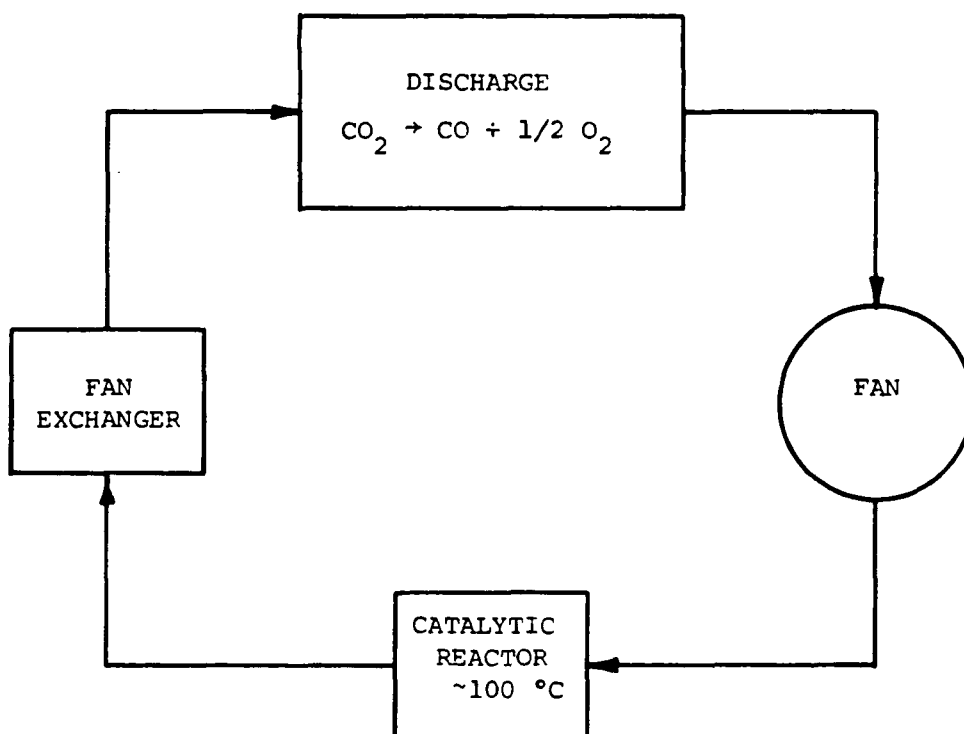 DISCHARGE
CO₂ → CO ÷ 1/2 O₂
FAN
EXCHANGER
FAN
CATALYTIC
REACTOR
~100 °C